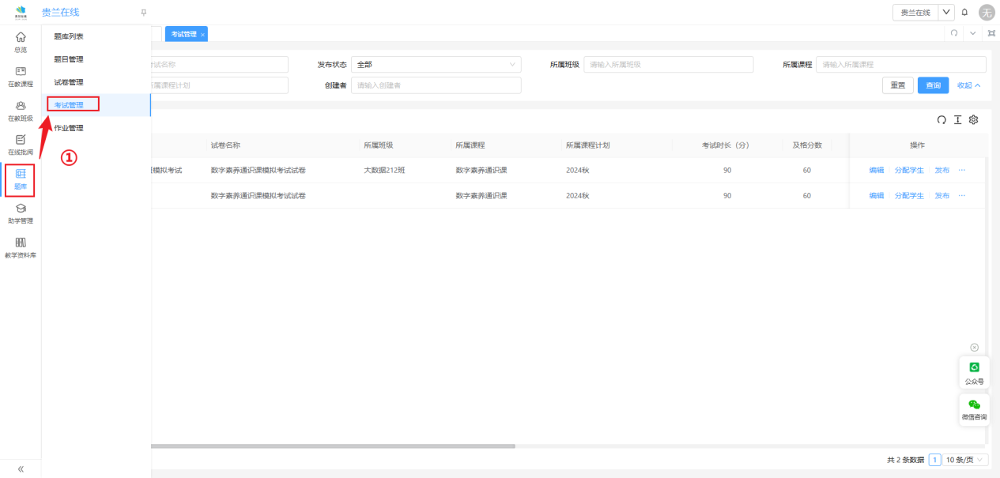 贵兰在线
贵兰在线
总览
在教课程
在教班级
在线批阅
题库
助学管理
教学资料库
题库列表
题目管理
试卷管理
考试管理
作业管理
①
考试管理 ×
试名称
发布状态 全部
所属班级 请输入所属班级
所属课程 请输入所属课程
属课程计划
创建者 请输入创建者
重置 查询 收起
试卷名称 所属班级 所属课程 所属课程计划 考试时长（分） 及格分数 操作
模拟考试 数字素养通识课模拟考试试卷 大数据212班 数字素养通识课 2024秋 90 60 编辑 分配学生 发布 ···
数字素养通识课模拟考试试卷 数字素养通识课 2024秋 90 60 编辑 分配学生 发布 ···
公众号
微信咨询
共 2 条数据 1 10 条/页
无